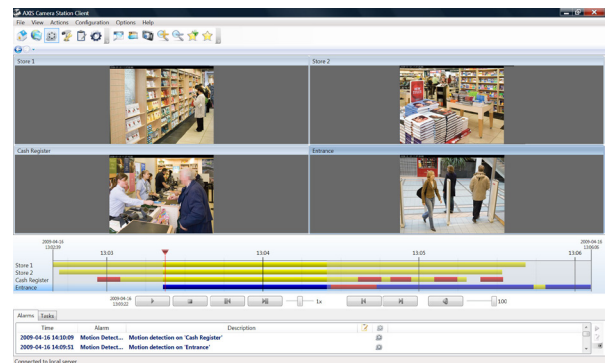 AXIS Camera Station Client
File View Actions Configuration Options Help
Store 1
Store 2
Cash Register
Entrance
2009-04-16
13:02:39
13:03
13:04
13:05
13:06
2009-04-16
13:06:06
Store 1
Store 2
Cash Register
Entrance
2009-04-16
13:03:22
1x
100
Alarms Tasks
Time Alarm Description
2009-04-16 14:10:09 Motion Detect... Motion detection on 'Cash Register'
2009-04-16 14:09:51 Motion Detect... Motion detection on 'Entrance'
Connected to local server